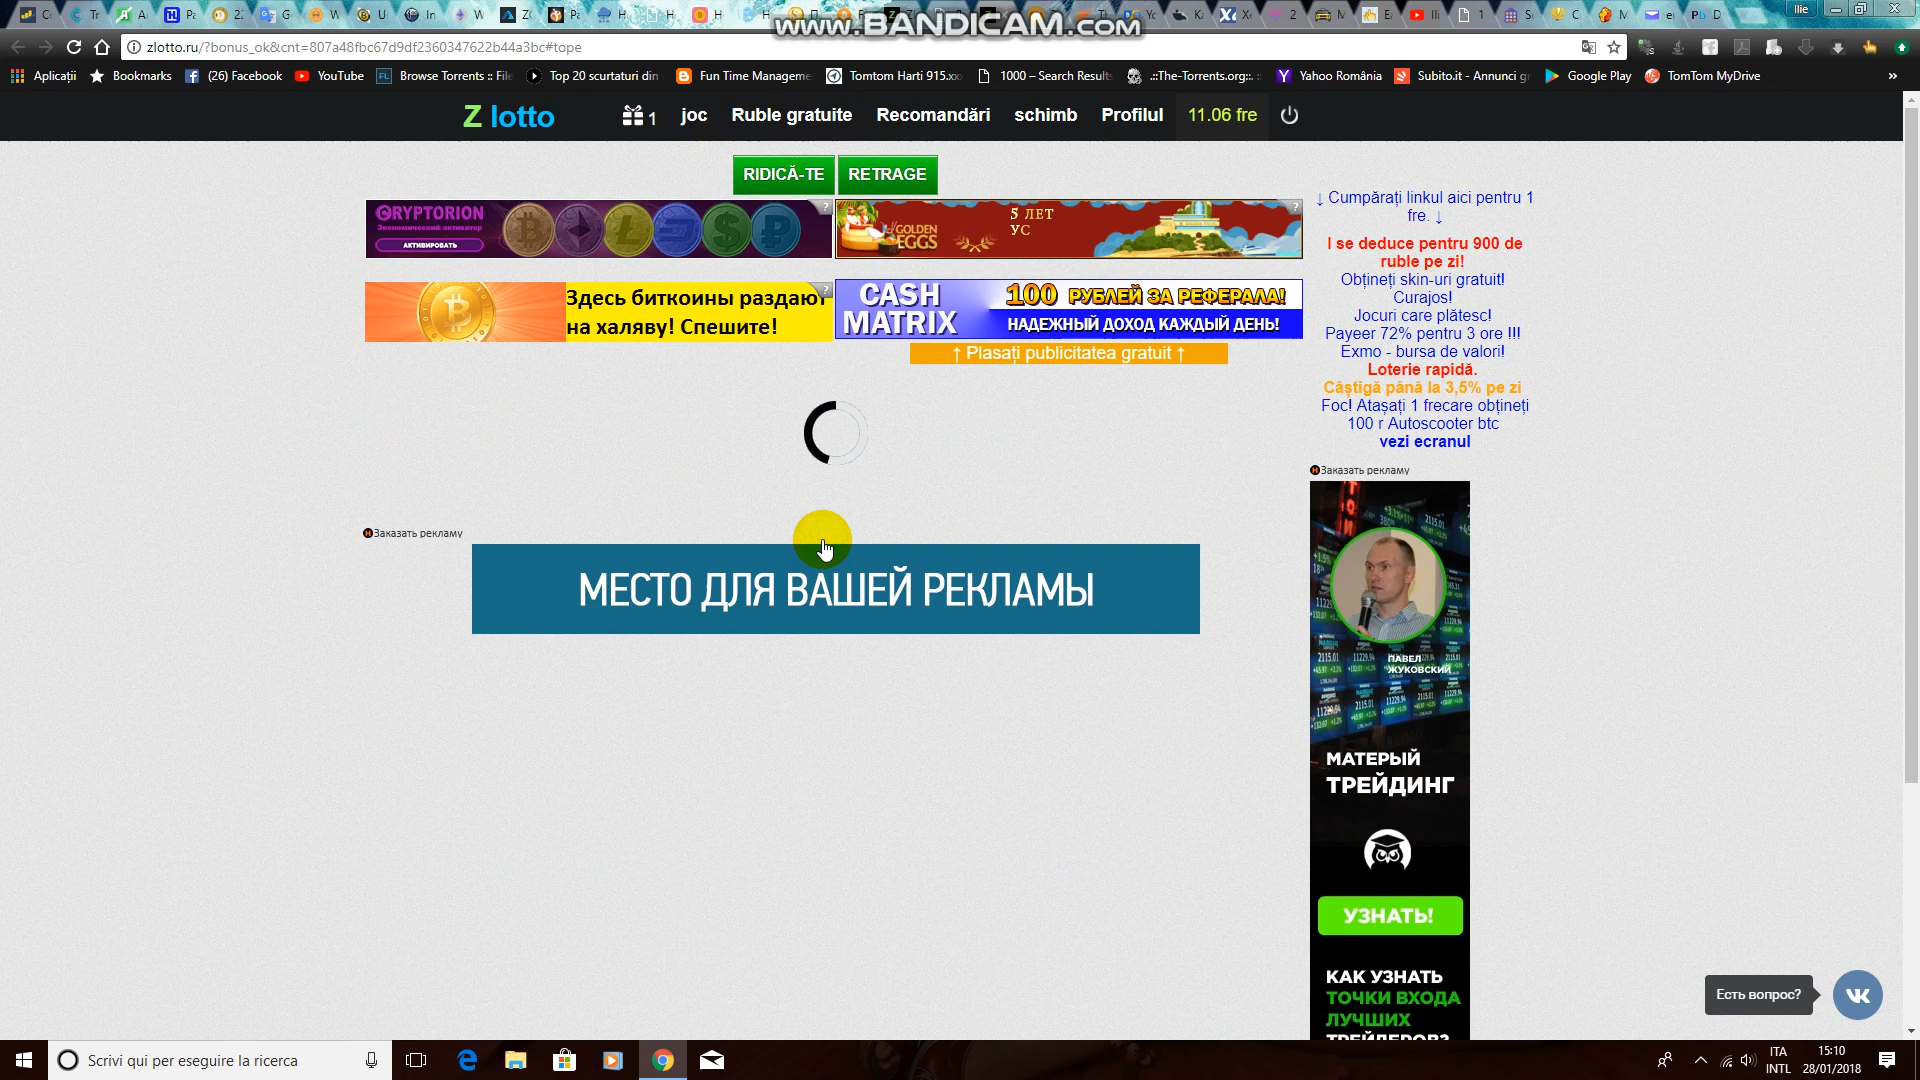 www.BANDICAM.com
Ilie
zlotto.ru/?bonus_ok&cnt=807a48fbc67d9df2360347622b44a3bc#tope
Aplicații
Bookmarks
(26) Facebook
YouTube
Browse Torrents :: File
Top 20 scurtaturi din
Fun Time Manageme
Tomtom Harti 915.xx
1000 – Search Results
.::The-Torrents.org::.
Yahoo România
Subito.it - Annunci gr
Google Play
TomTom MyDrive
»
Z lotto
1
joc
Ruble gratuite
Recomandări
schimb
Profilul
11.06 fre
RIDICĂ-TE
RETRAGE
CRYPTORION
Экономический активатор
АКТИВИРОВАТЬ
GOLDEN
EGGS
5 ЛЕТ
УС
Здесь биткоины раздают
на халяву! Спешите!
CASH
MATRIX
100 РУБЛЕЙ ЗА РЕФЕРАЛА!
НАДЕЖНЫЙ ДОХОД КАЖДЫЙ ДЕНЬ!
↑ Plasați publicitatea gratuit ↑
↓ Cumpărați linkul aici pentru 1
fre. ↓
I se deduce pentru 900 de
ruble pe zi!
Obțineți skin-uri gratuit!
Curajos!
Jocuri care plătesc!
Payeer 72% pentru 3 ore !!!
Exmo - bursa de valori!
Loterie rapidă.
Câștigă până la 3,5% pe zi
Foc! Atașați 1 frecare obțineți
100 r Autoscooter btc
vezi ecranul
Заказать рекламу
Заказать рекламу
МЕСТО ДЛЯ ВАШЕЙ РЕКЛАМЫ
ПАВЕЛ
ЖУКОВСКИЙ
МАТЕРЫЙ
ТРЕЙДИНГ
УЗНАТЬ!
КАК УЗНАТЬ
ТОЧКИ ВХОДА
ЛУЧШИХ
ТРЕЙДЕРОВ?
Есть вопрос?
Scrivi qui per eseguire la ricerca
ITA
INTL
15:10
28/01/2018